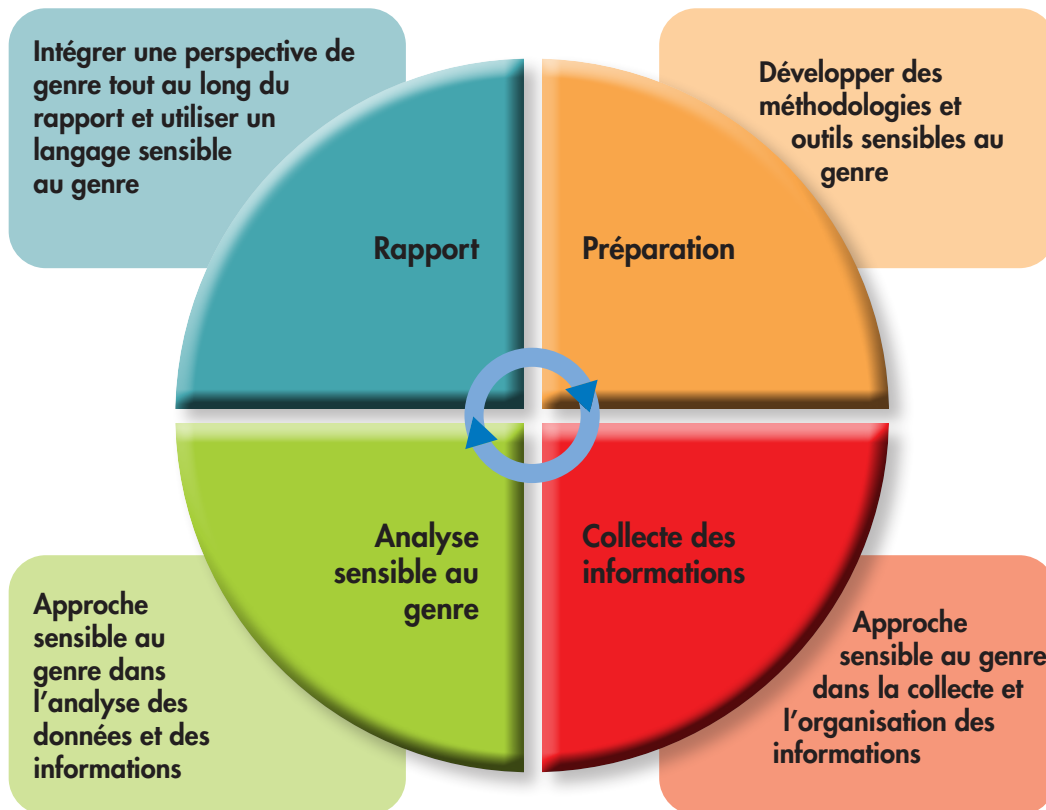 Intégrer une perspective de
genre tout au long du
rapport et utiliser un
langage sensible
au genre
Développer des
méthodologies et
outils sensibles au
genre
Rapport
Préparation
Analyse
sensible au
genre
Collecte des
informations
Approche
sensible au
genre dans
l'analyse des
données et des
informations
Approche
sensible au genre
dans la collecte et
l'organisation des
informations